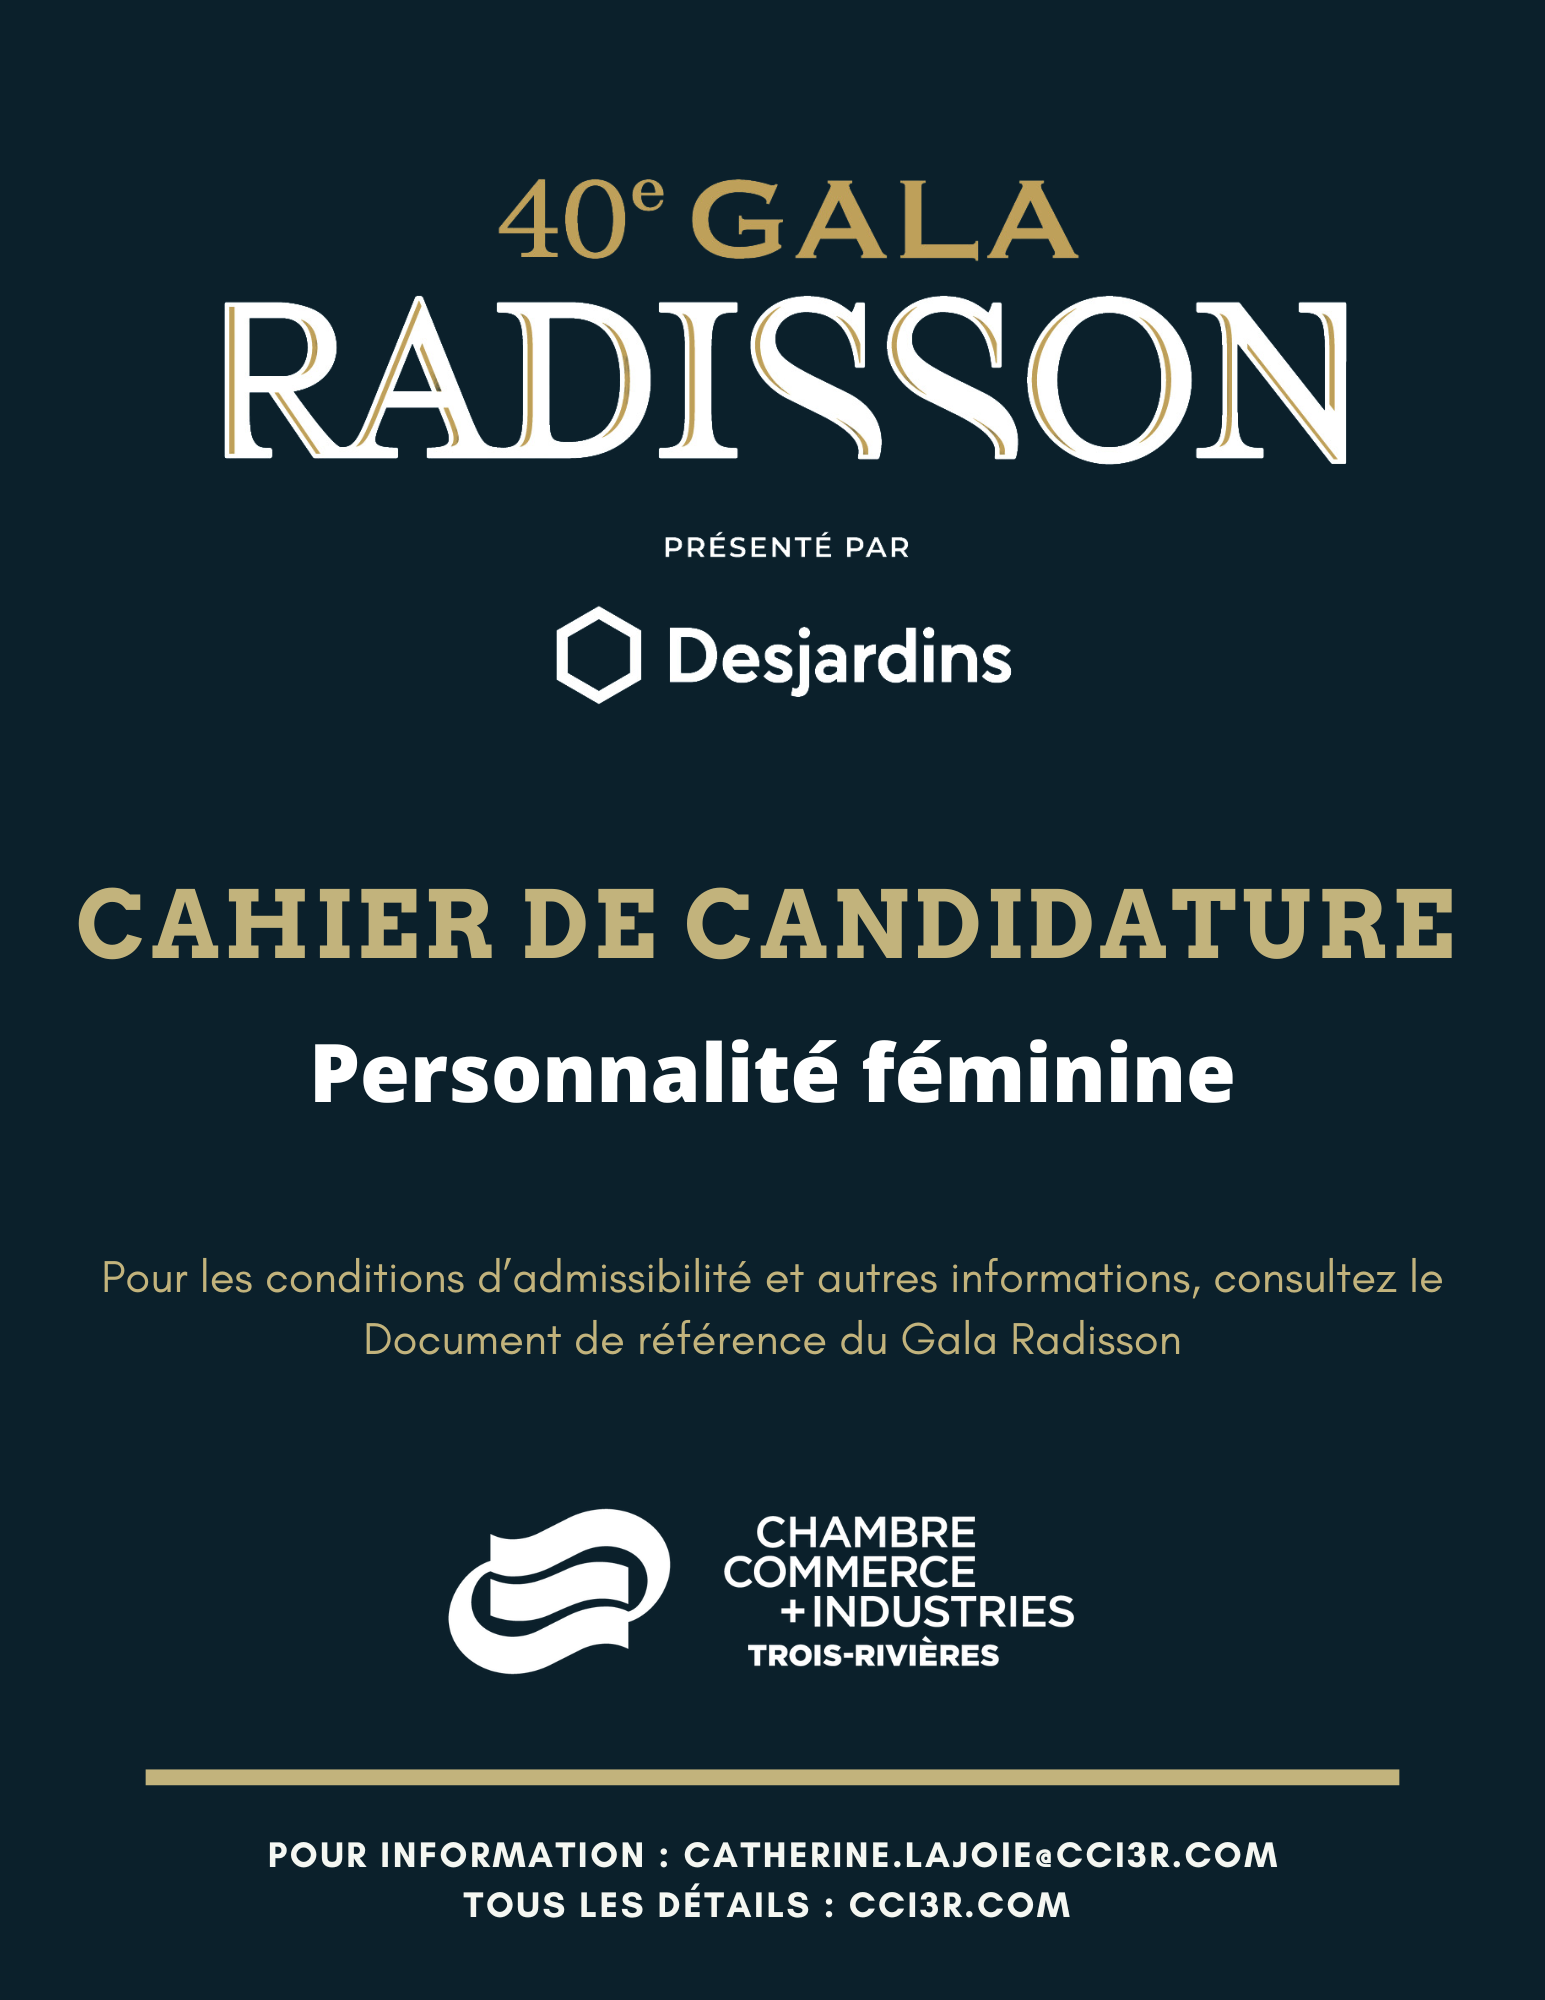 40e GALA
RADISSON
PRÉSENTÉ PAR
Desjardins
CAHIER DE CANDIDATURE
Personnalité féminine
Pour les conditions d’admissibilité et autres informations, consultez le
Document de référence du Gala Radisson
CHAMBRE
COMMERCE
+INDUSTRIES
TROIS-RIVIÈRES
POUR INFORMATION : CATHERINE.LAJOIE@CCI3R.COM
TOUS LES DÉTAILS : CCI3R.COM